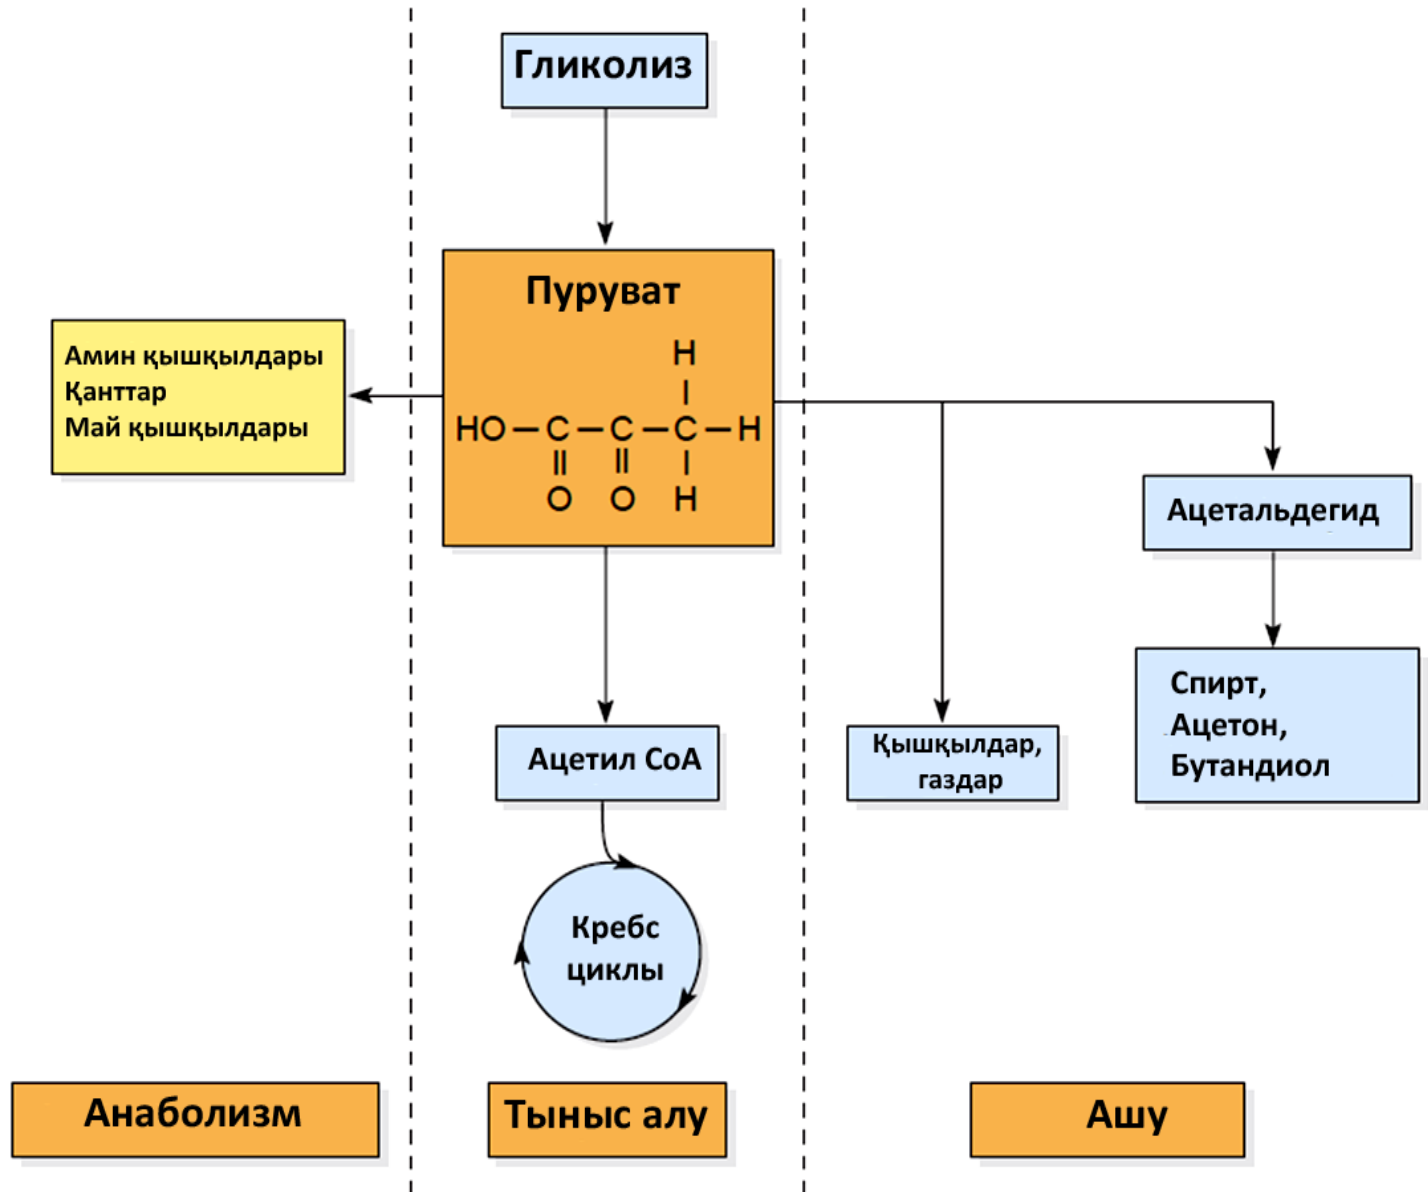 Гликолиз
Пуруват
H
HO – C – C – C – H
O O H
Амин қышқылдары
Қанттар
Май қышқылдары
Ацетальдегид
Спирт,
Ацетон,
Бутандиол
Ацетил CoA
Қышқылдар,
газдар
Кребс
циклы
Анаболизм
Тыныс алу
Ашу